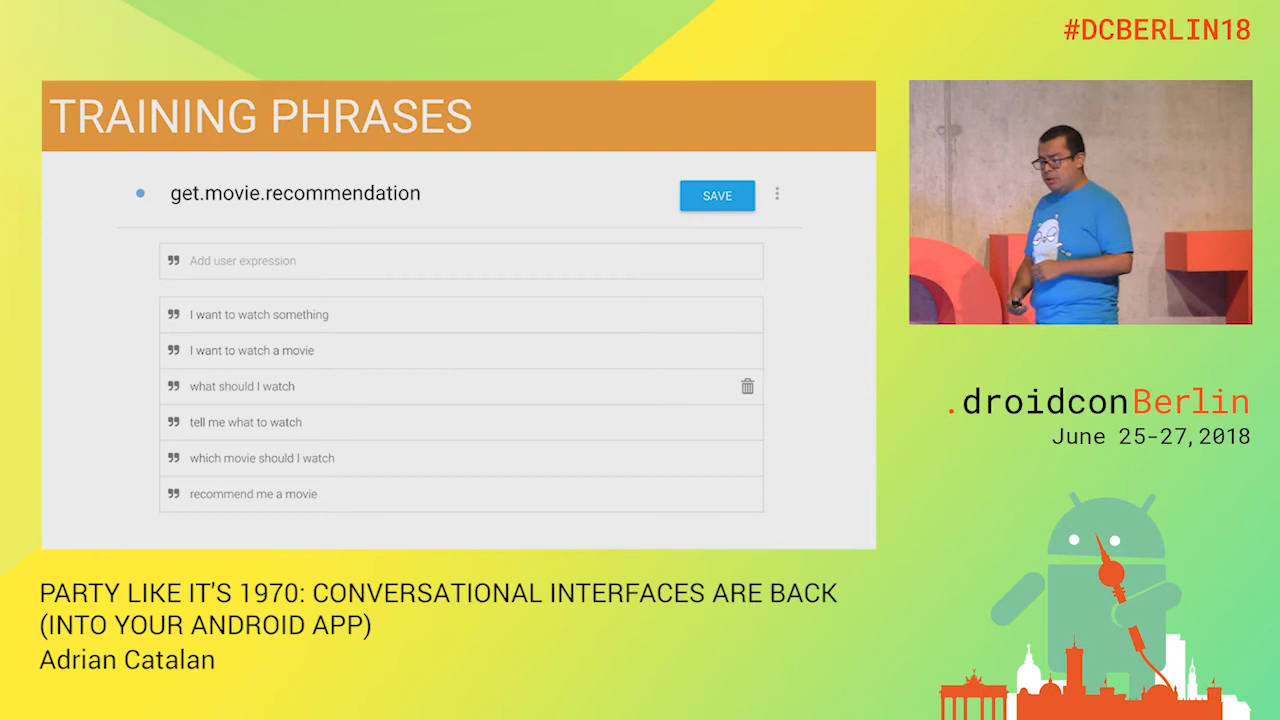 #DCBERLIN18
TRAINING PHRASES
get.movie.recommendation
SAVE
Add user expression
I want to watch something
I want to watch a movie
what should I watch
tell me what to watch
which movie should I watch
recommend me a movie
.droidconBerlin
June 25-27,2018
PARTY LIKE IT'S 1970: CONVERSATIONAL INTERFACES ARE BACK
(INTO YOUR ANDROID APP)
Adrian Catalan